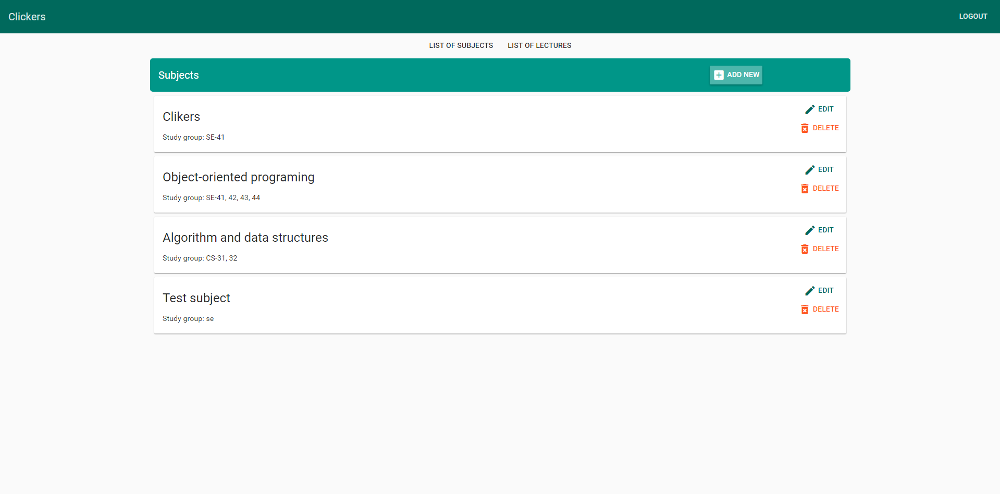 Clickers
LOGOUT
LIST OF SUBJECTS
LIST OF LECTURES
Subjects
ADD NEW
Clikers
Study group: SE-41
EDIT
DELETE
Object-oriented programing
Study group: SE-41, 42, 43, 44
EDIT
DELETE
Algorithm and data structures
Study group: CS-31, 32
EDIT
DELETE
Test subject
Study group: se
EDIT
DELETE